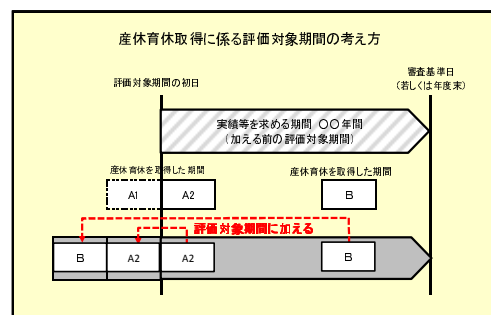 産休育休取得に係る評価対象期間の考え方
審査基準日
(若しくは年度末)
評価対象期間の初日
実績等を求める期間 〇〇年間
(加える前の評価対象期間)
産休育休を取得した期間
産休育休を取得した期間
A1
A2
B
評価対象期間に加える
B
A2
A2
B